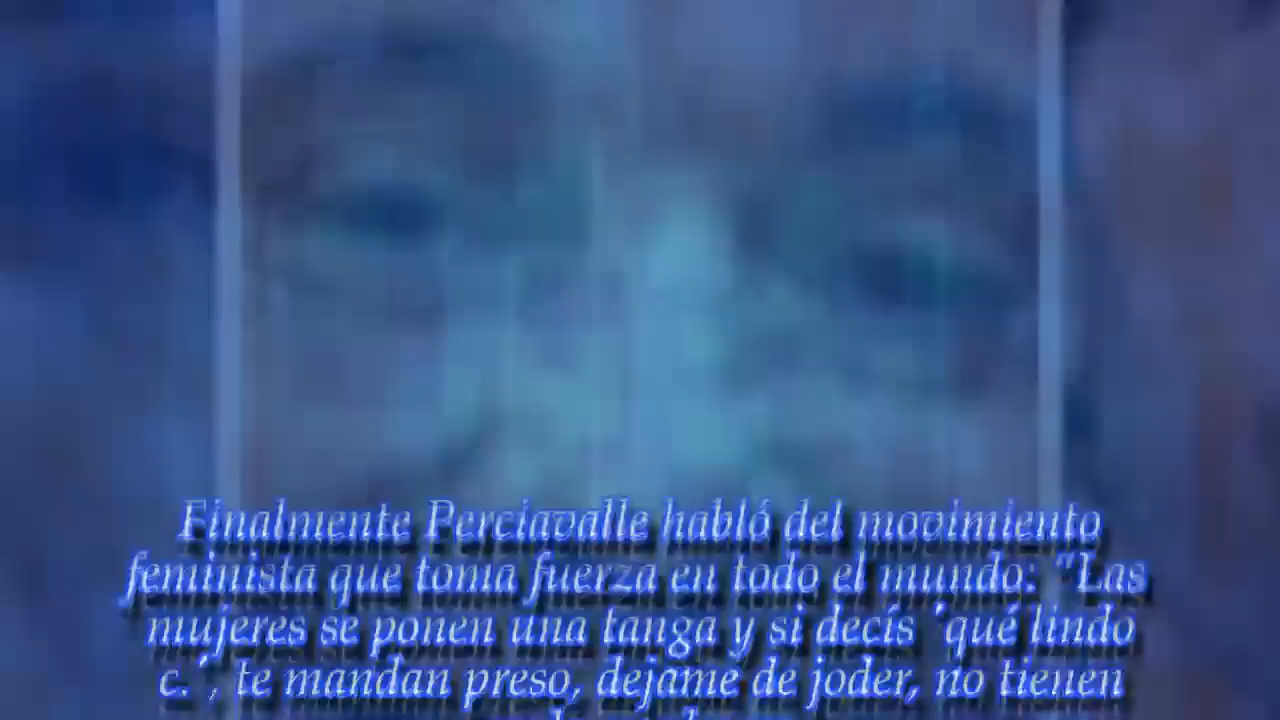 Finalmente Perciavalle habló del movimiento
feminista que toma fuerza en todo el mundo: "Las
mujeres se ponen una tanga y si decís ´qué lindo
c.´, te mandan preso, dejame de joder, no tienen